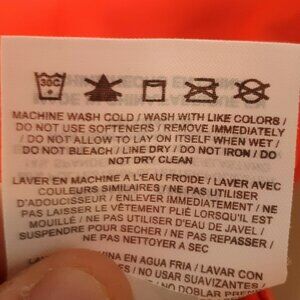 30C
MACHINE WASH COLD / WASH WITH LIKE COLORS /
DO NOT USE SOFTENERS / REMOVE IMMEDIATELY
/ DO NOT ALLOW TO LAY ON ITSELF WHEN WET /
DO NOT BLEACH / LINE DRY / DO NOT IRON / DO
NOT DRY CLEAN
LAVER EN MACHINE A L'EAU FROIDE / LAVER AVEC
COULEURS SIMILAIRES / NE PAS UTILISER
D'ADOUCISSEUR / ENLEVER IMMEDIATEMENT / NE
PAS LAISSER LE VÊTEMENT PLIÉ LORSQU'IL EST
MOUILLÉ / NE PAS UTILISER D'EAU DE JAVEL /
SUSPENDRE POUR SECHER / NE PAS REPASSER /
NE PAS NETTOYER A SEC
EN AGUA FRIA / LAVAR CON
/ NO USAR SUAVIZANTES /
NO DOBLAR